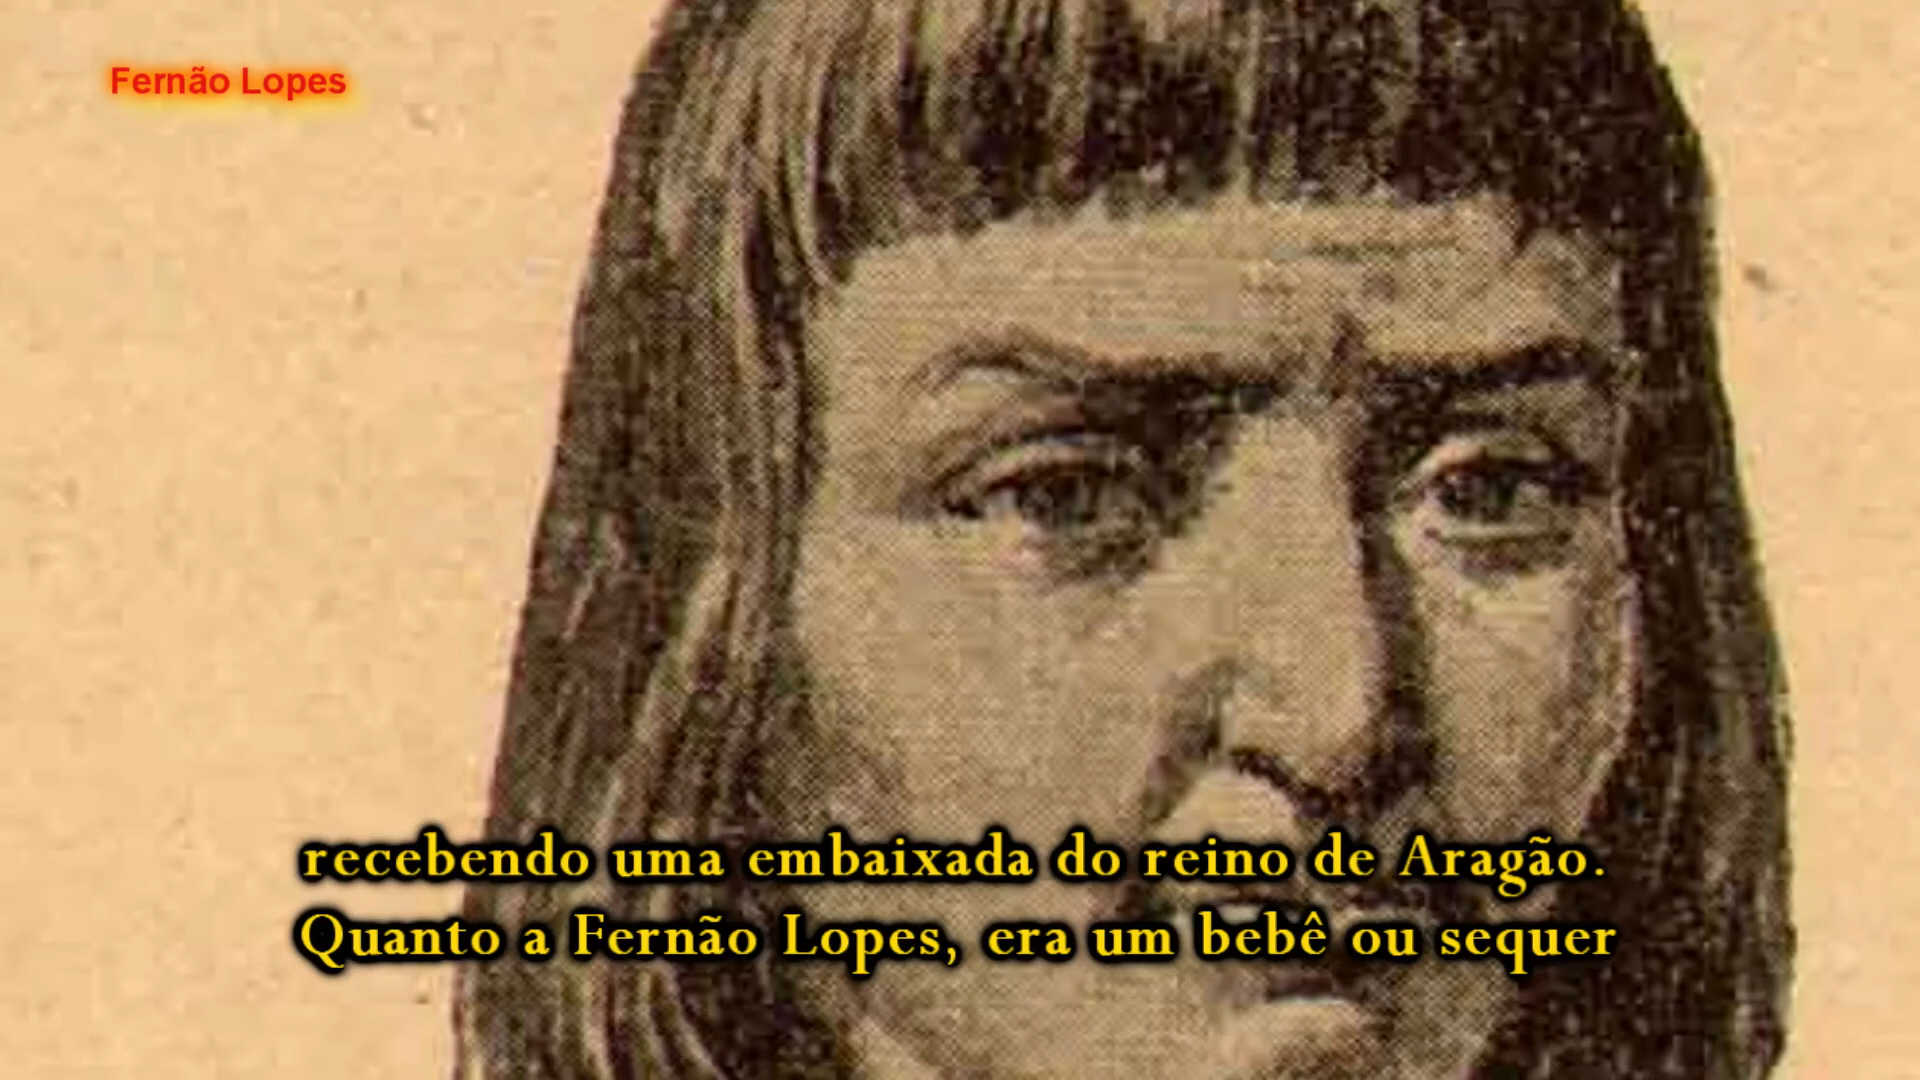 Fernão Lopes
recebendo uma embaixada do reino de Aragão.
Quanto a Fernão Lopes, era um bebê ou sequer